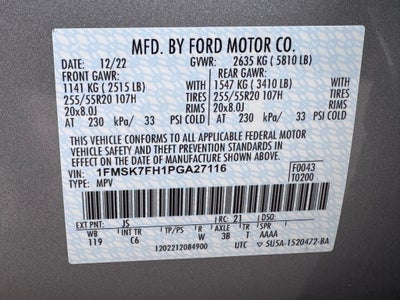 MFD. BY FORD MOTOR CO.
DATE: 12/22 GVWR: 2635 KG ( 5810 LB)
FRONT GAWR: REAR GAWR:
1141 KG ( 2515 LB) WITH 1547 KG ( 3410 LB) WITH
255/55R20 107H TIRES 255/55R20 107H TIRES
20x8.0J RIMS 20x8.0J RIMS
AT 230 kPa/ 33 PSI COLD AT 230 kPa/ 33 PSI COLD
THIS VEHICLE CONFORMS TO ALL APPLICABLE FEDERAL MOTOR
VEHICLE SAFETY AND THEFT PREVENTION STANDARDS IN
EFFECT ON THE DATE OF MANUFACTURE SHOWN ABOVE.
VIN: 1FMSK7FH1PGA27116 F0043
TYPE: MPV T0200
EXT PNT: JS RC: 21 DSO:
WB INT TR TP/PS R AX TR
119 C6 W 3B T AAAA
1202212084900 UTC 5U5A-1520472-BA